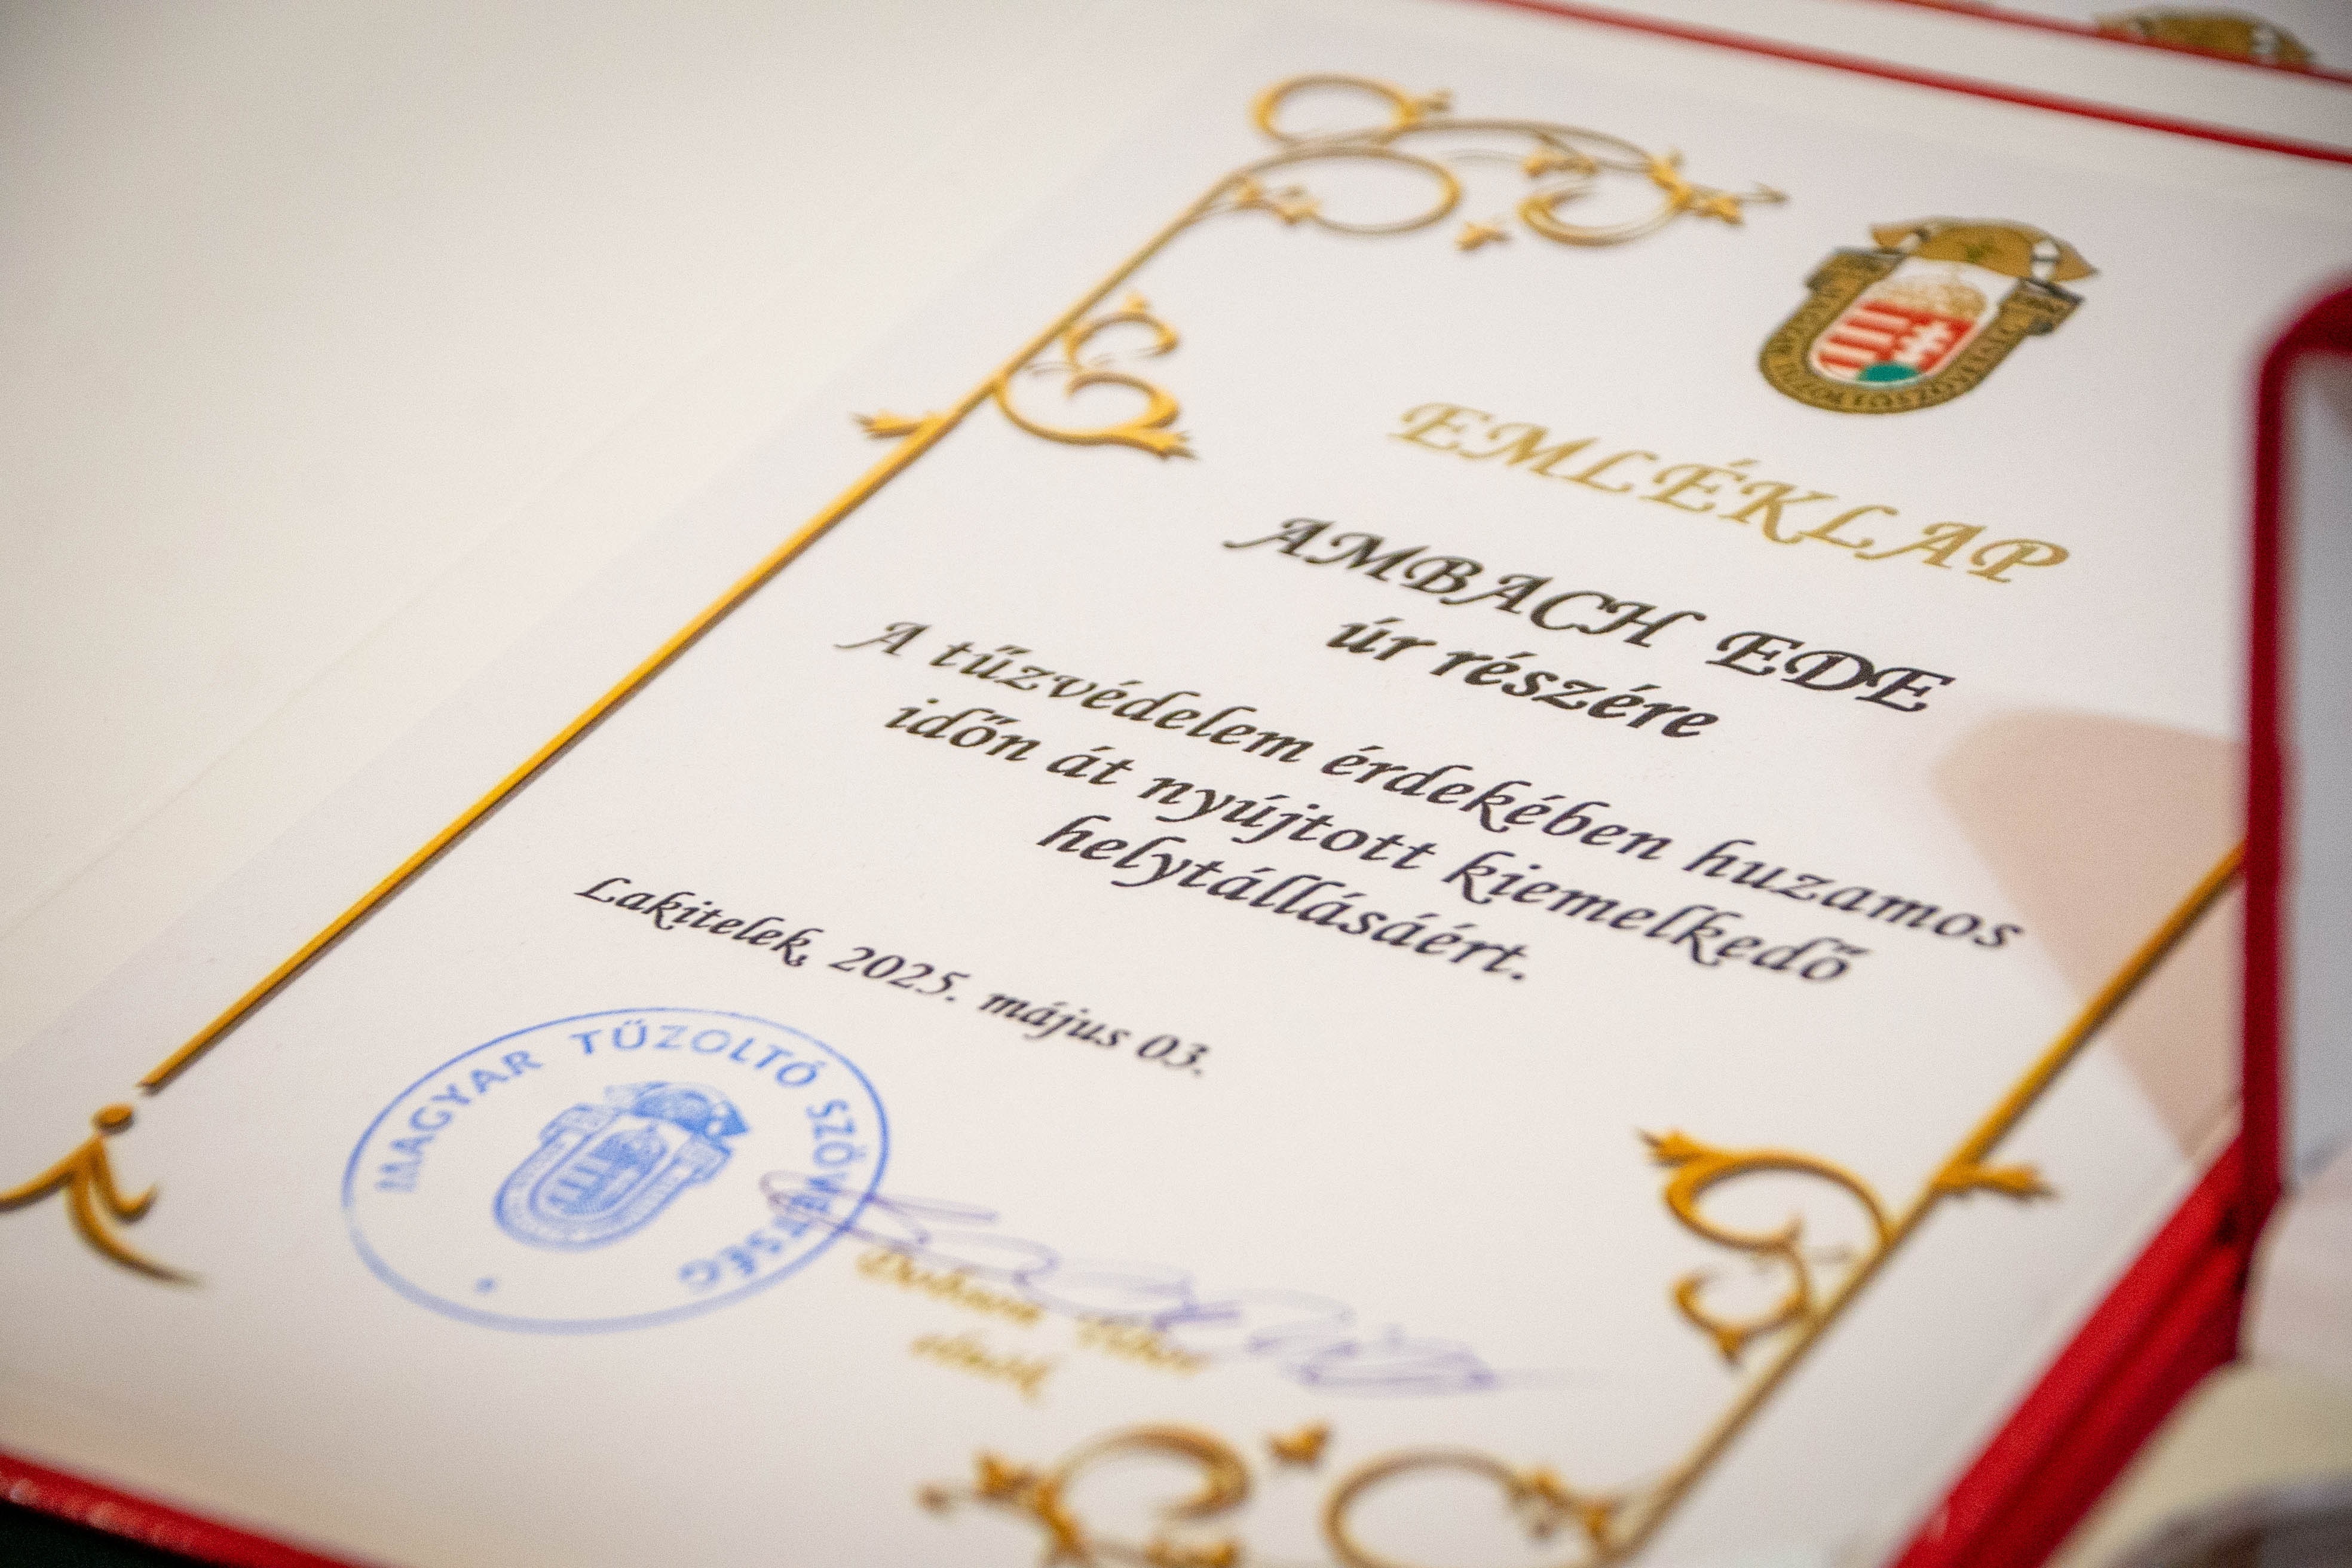 EMLÉKLAP
AMBACH EDE
úr részére
A tűzvédelem érdekében huzamos
időn át nyújtott kiemelkedő
helytállásáért.
Lakitelek, 2025. május 03.
MAGYAR TŰZOLTÓ SZÖVETSÉG
elnök